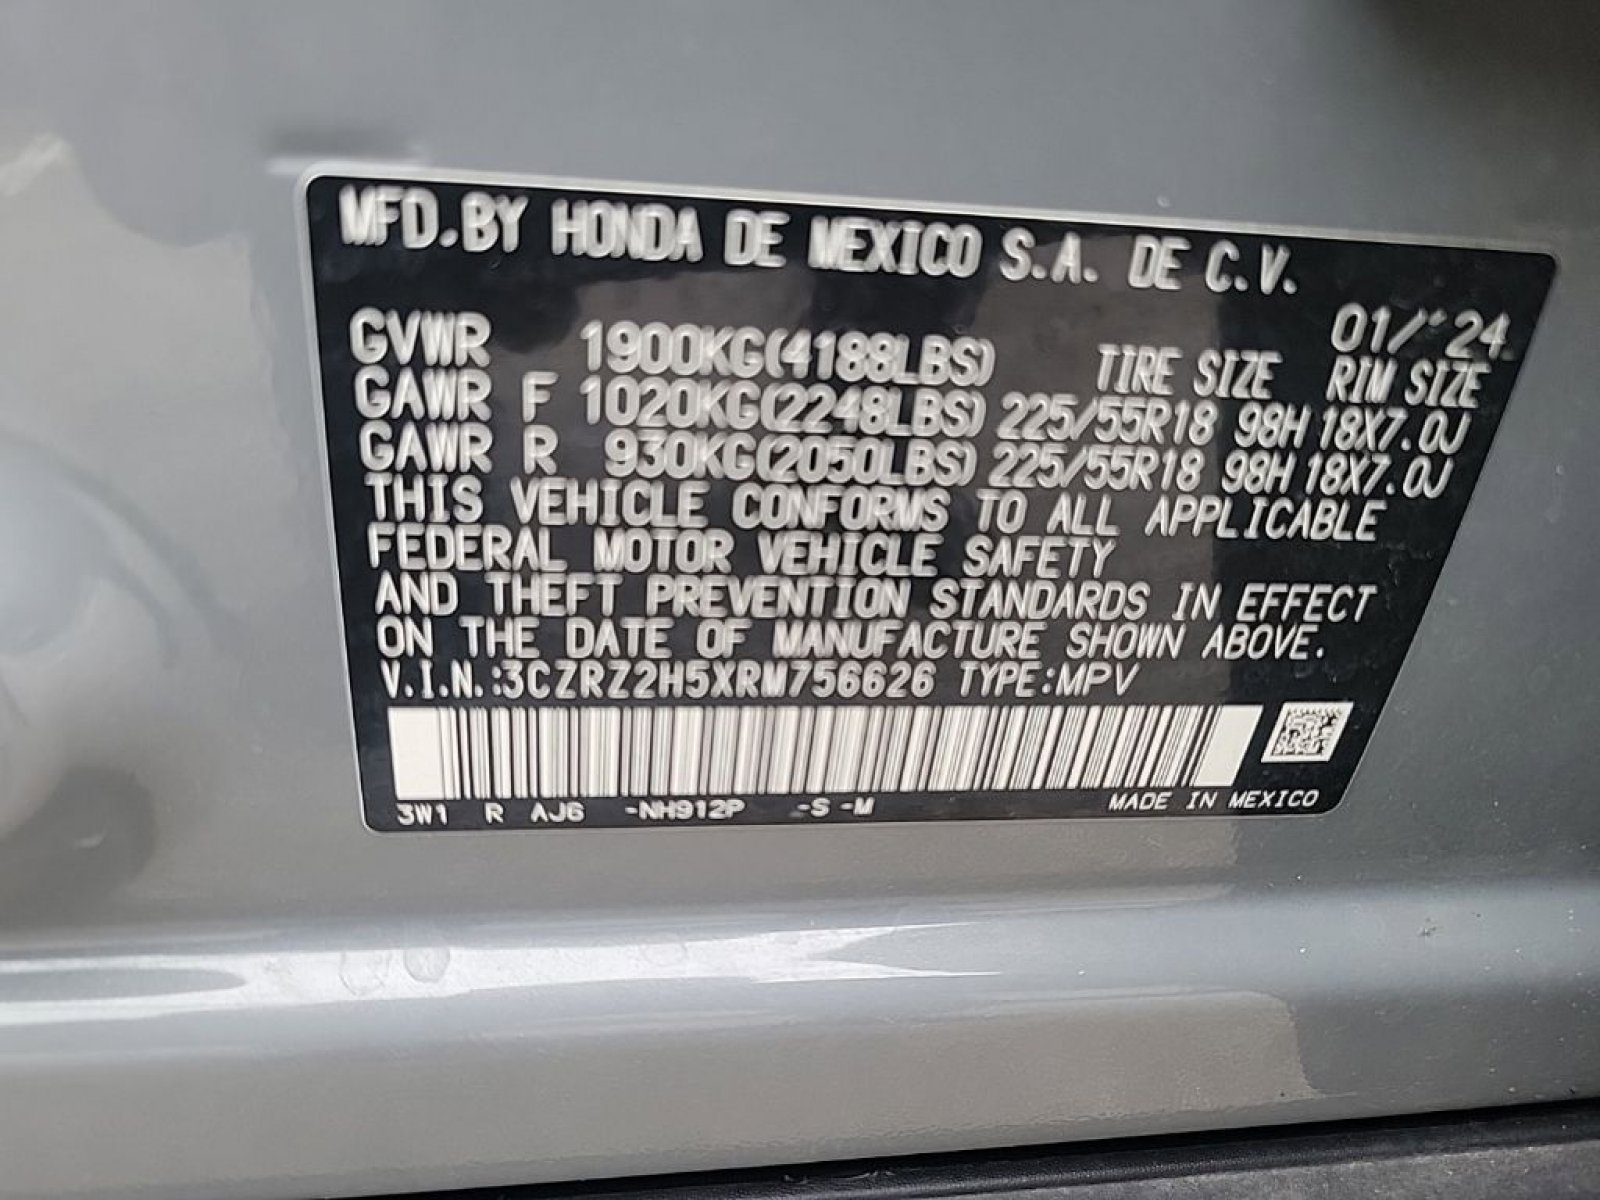 MFD.BY HONDA DE MEXICO S.A. DE C.V.
01/ 24
GVWR 1900KG(4188LBS) TIRE SIZE RIM SIZE
GAWR F 1020KG(2248LBS) 225/55R18 98H 18X7.0J
GAWR R 930KG(2050LBS) 225/55R18 98H 18X7.0J
THIS VEHICLE CONFORMS TO ALL APPLICABLE
FEDERAL MOTOR VEHICLE SAFETY
AND THEFT PREVENTION STANDARDS IN EFFECT
ON THE DATE OF MANUFACTURE SHOWN ABOVE.
V.I.N.:3CZRZ2H5XRM756626 TYPE:MPV
3W1 R AJ6 -NH912P -S -M MADE IN MEXICO